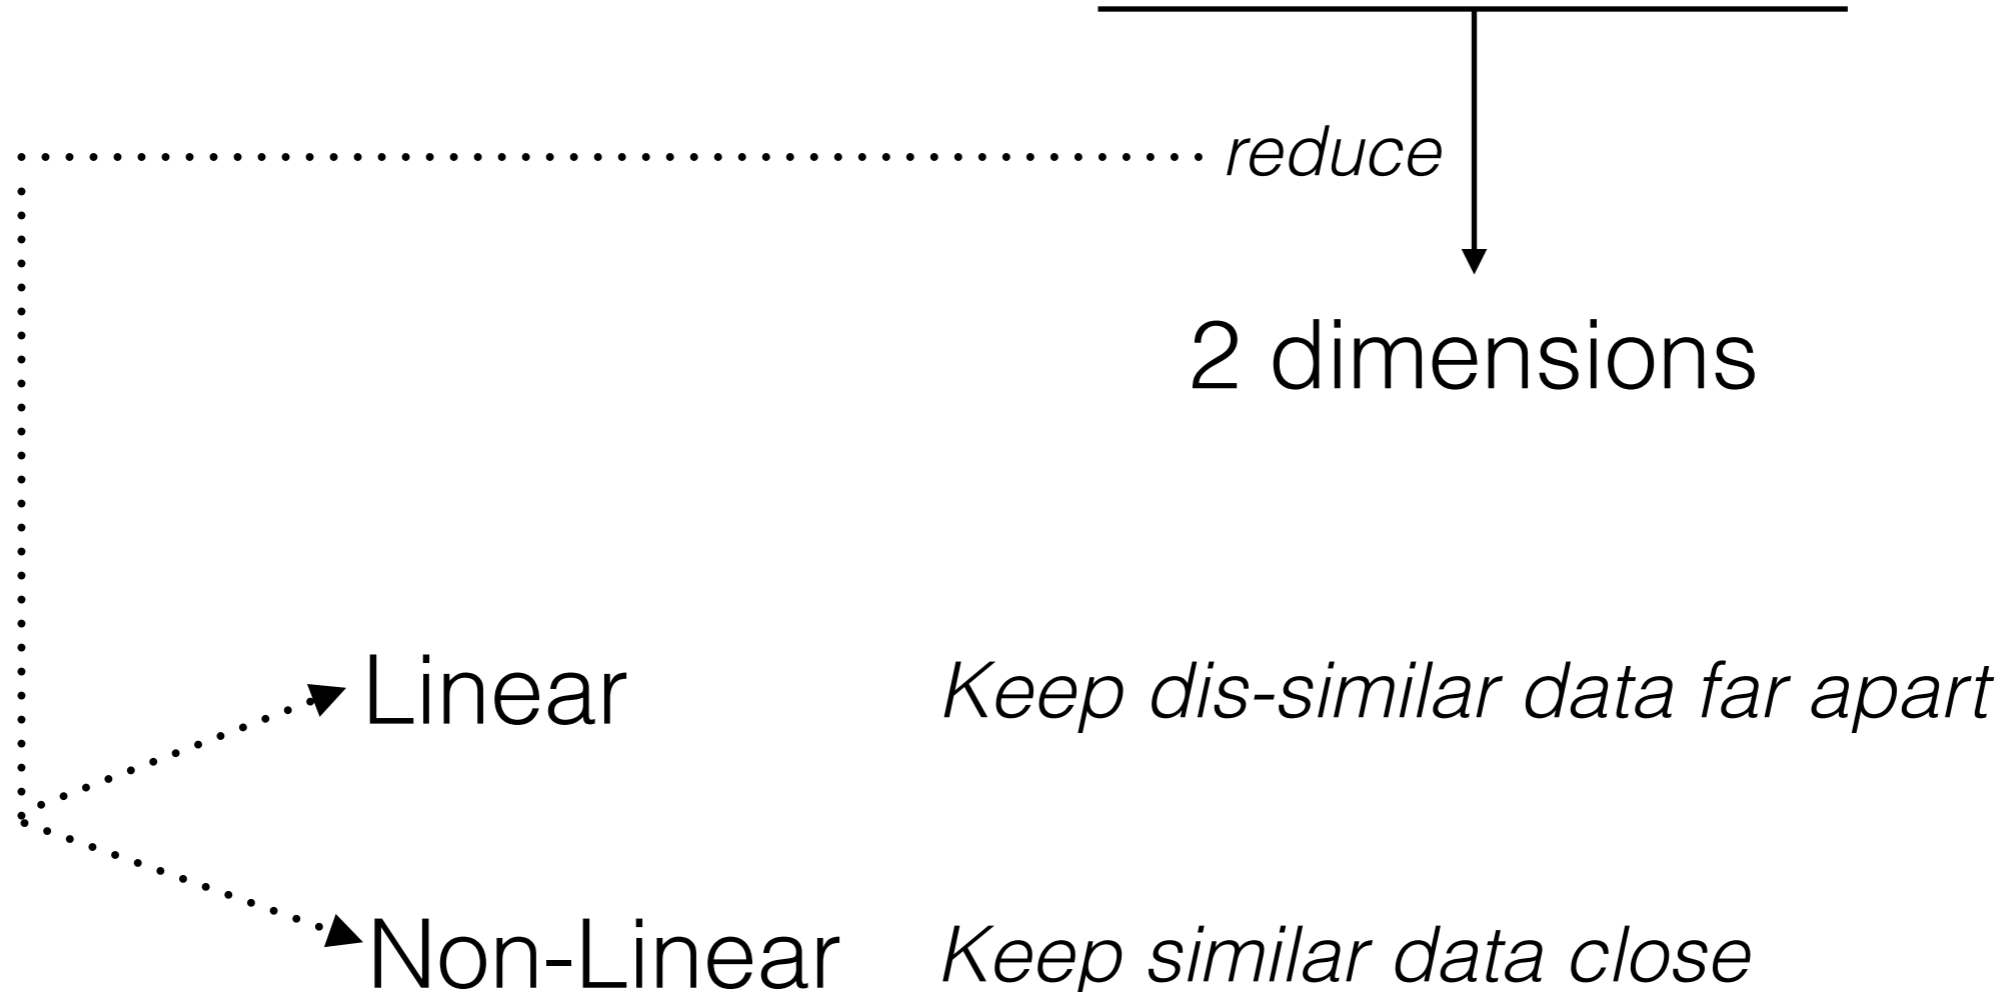 reduce
2 dimensions
Linear
Keep dis-similar data far apart
Non-Linear
Keep similar data close